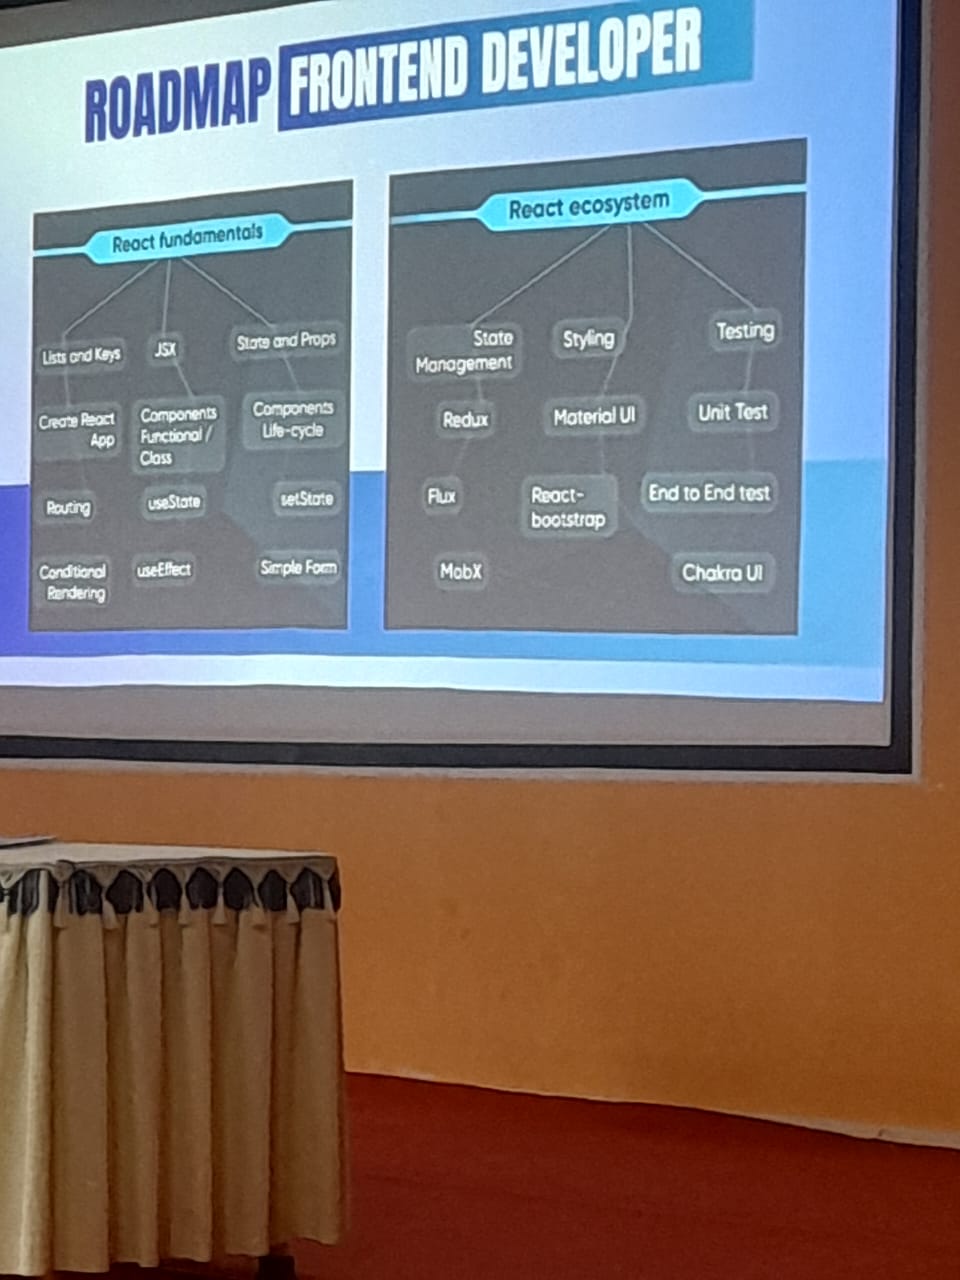 ROADMAP FRONTEND DEVELOPER
React fundamentals
Lists and Keys
JSX
State and Props
Create React
App
Components
Functional /
Class
Components
Life-cycle
Routing
useState
setState
Conditional
Rendering
useEffect
Simple Form
React ecosystem
State
Management
Styling
Testing
Redux
Material UI
Unit Test
Flux
React-
bootstrap
End to End test
MobX
Chakra UI